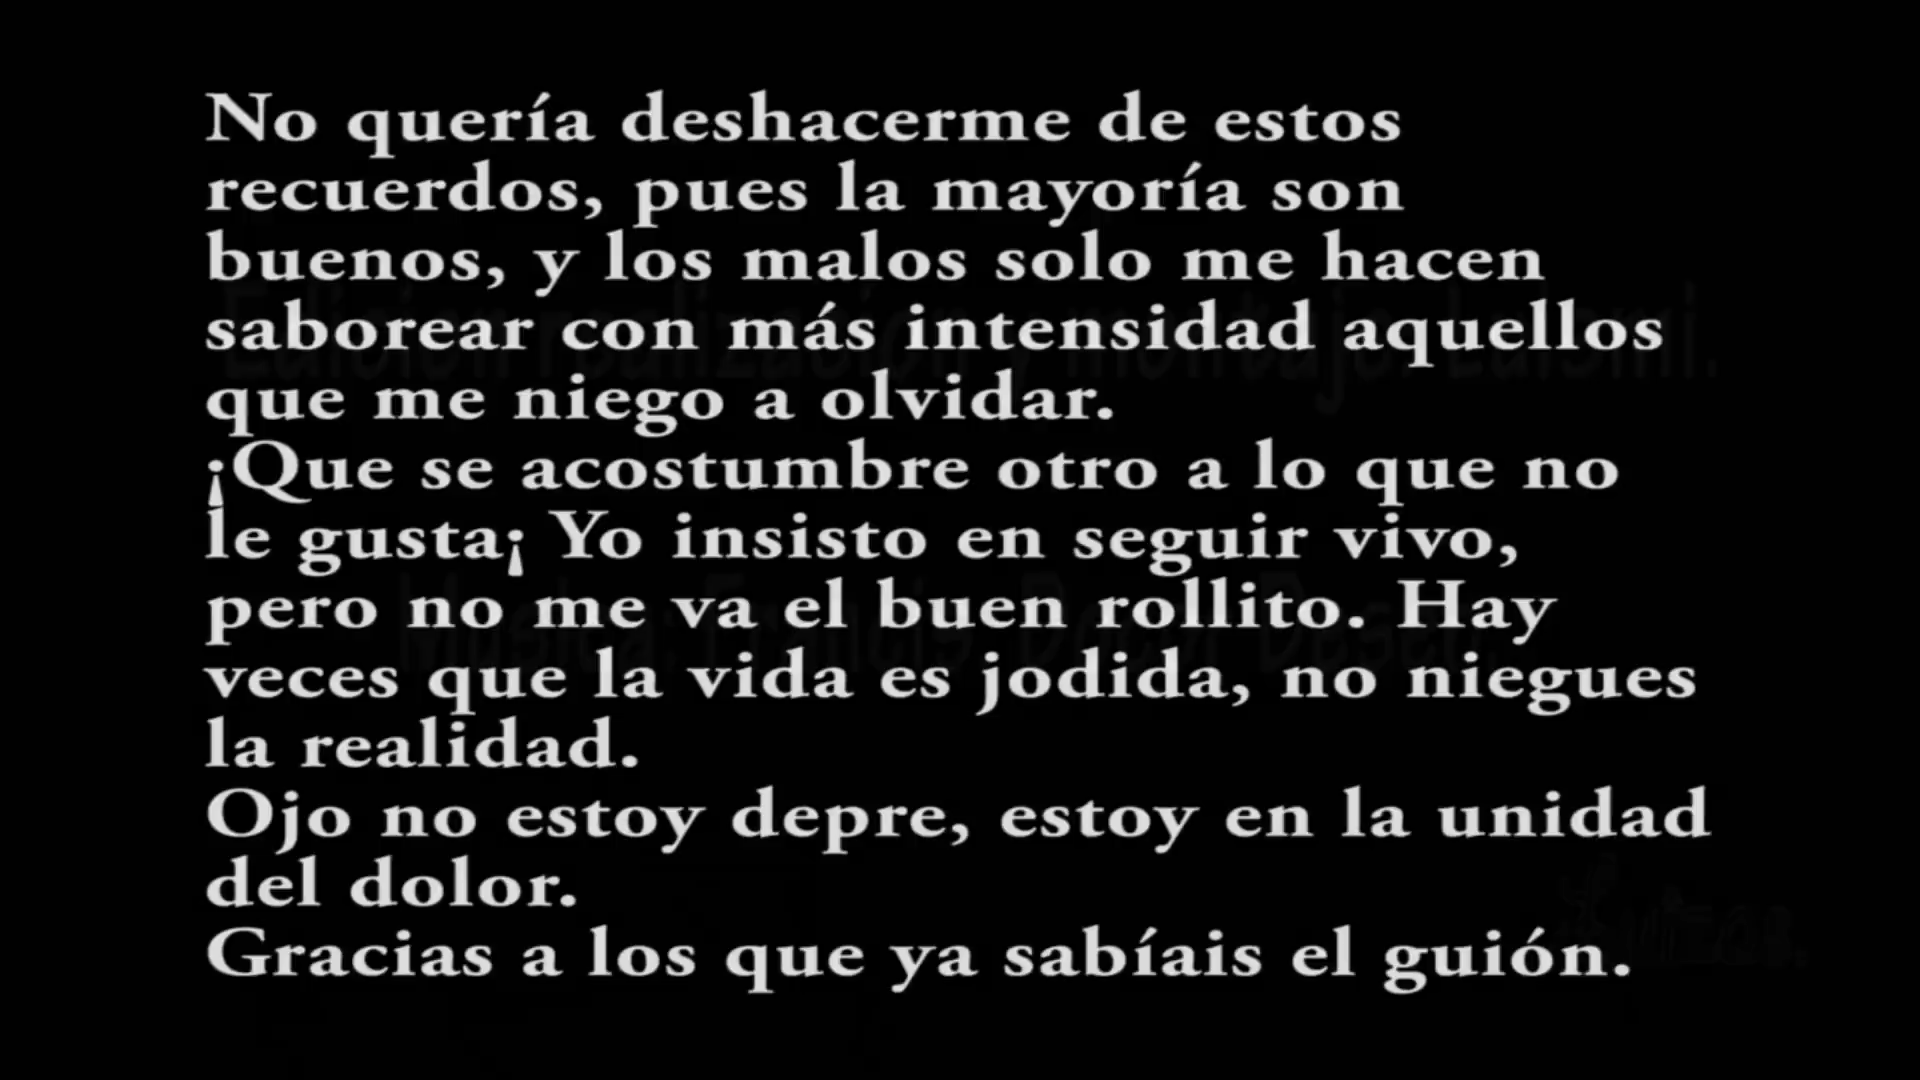 No quería deshacerme de estos
recuerdos, pues la mayoría son
buenos, y los malos solo me hacen
saborear con más intensidad aquellos
que me niego a olvidar.
¡Que se acostumbre otro a lo que no
le gusta¡ Yo insisto en seguir vivo,
pero no me va el buen rollito. Hay
veces que la vida es jodida, no niegues
la realidad.
Ojo no estoy depre, estoy en la unidad
del dolor.
Gracias a los que ya sabíais el guión.